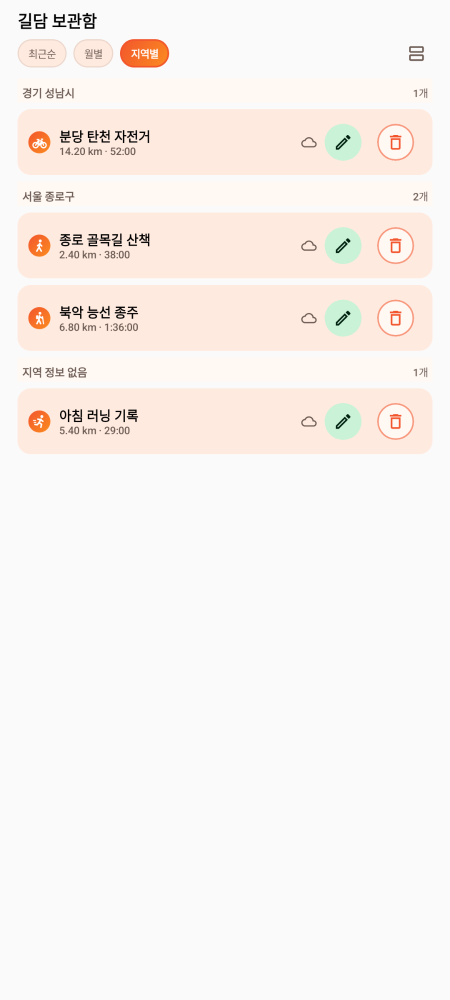 길담 보관함
최근순 월별 지역별
경기 성남시 1개
분당 탄천 자전거
14.20 km · 52:00
서울 종로구 2개
종로 골목길 산책
2.40 km · 38:00
북악 능선 종주
6.80 km · 1:36:00
지역 정보 없음 1개
아침 러닝 기록
5.40 km · 29:00